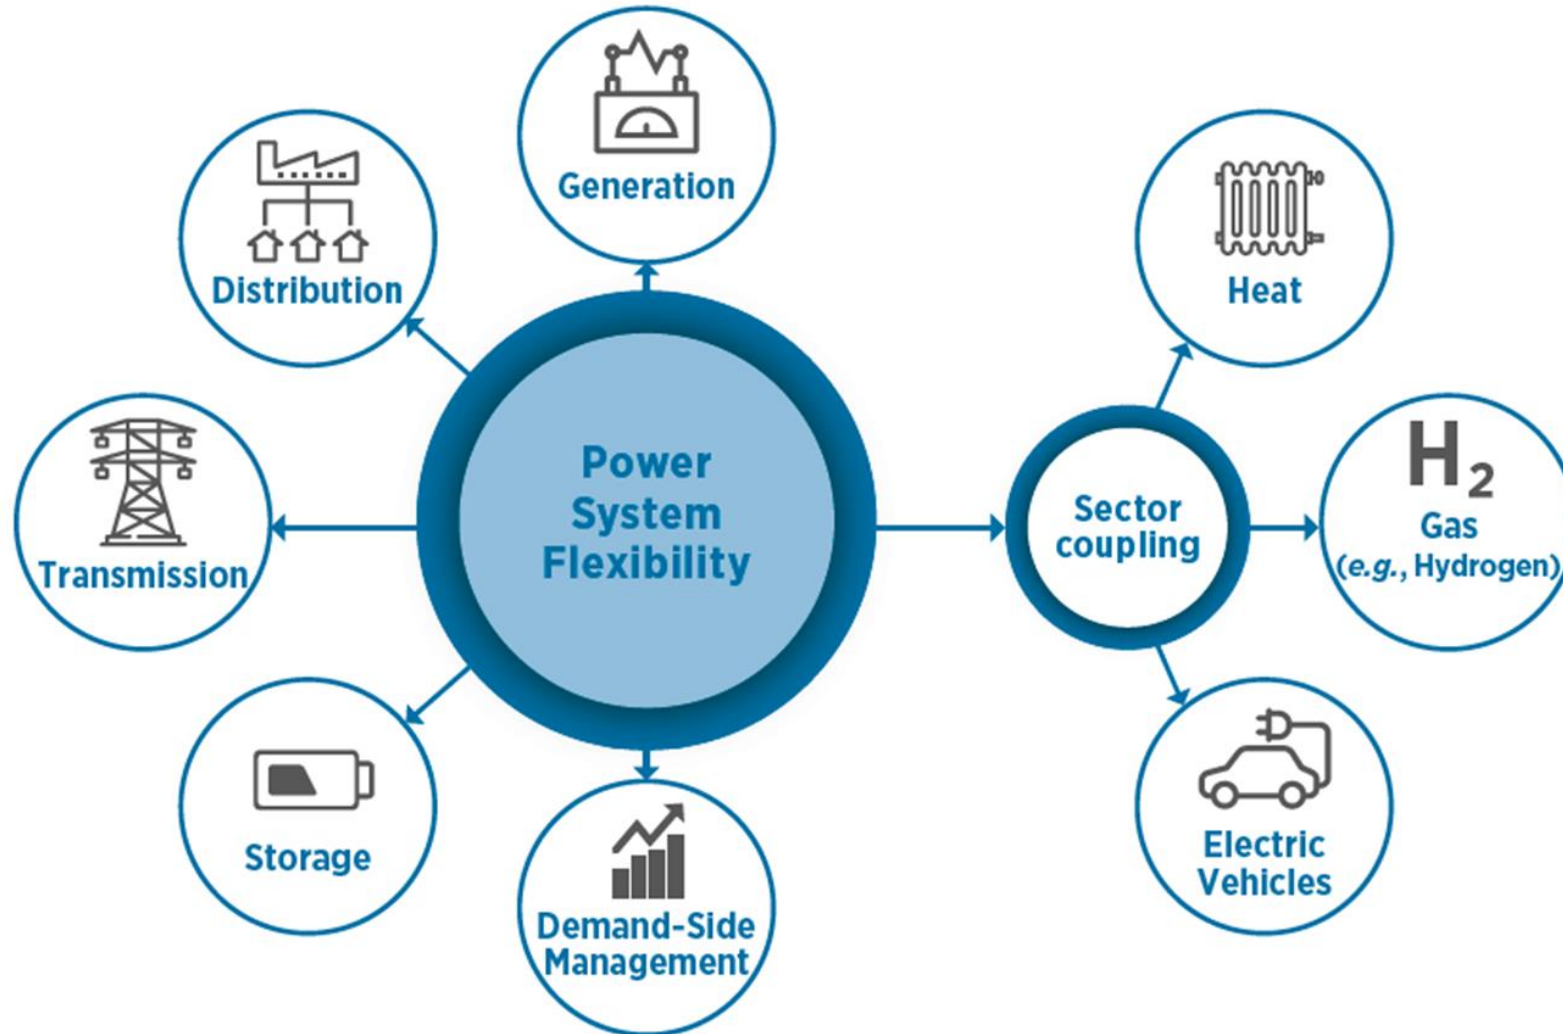 Generation
Distribution
Heat
Transmission
Power
System
Flexibility
Sector
coupling
H₂
Gas
(e.g., Hydrogen)
Storage
Demand-Side
Management
Electric
Vehicles